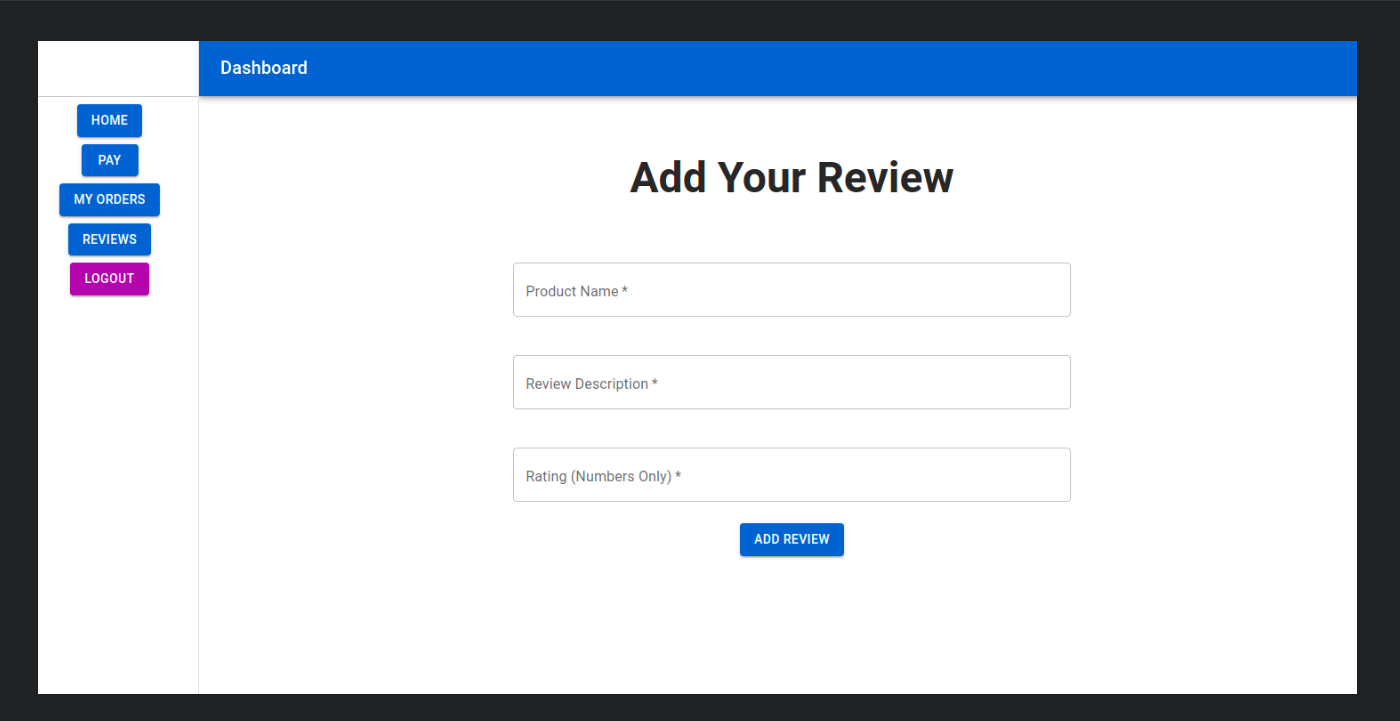 Dashboard
HOME
PAY
MY ORDERS
REVIEWS
LOGOUT
Add Your Review
Product Name *
Review Description *
Rating (Numbers Only) *
ADD REVIEW